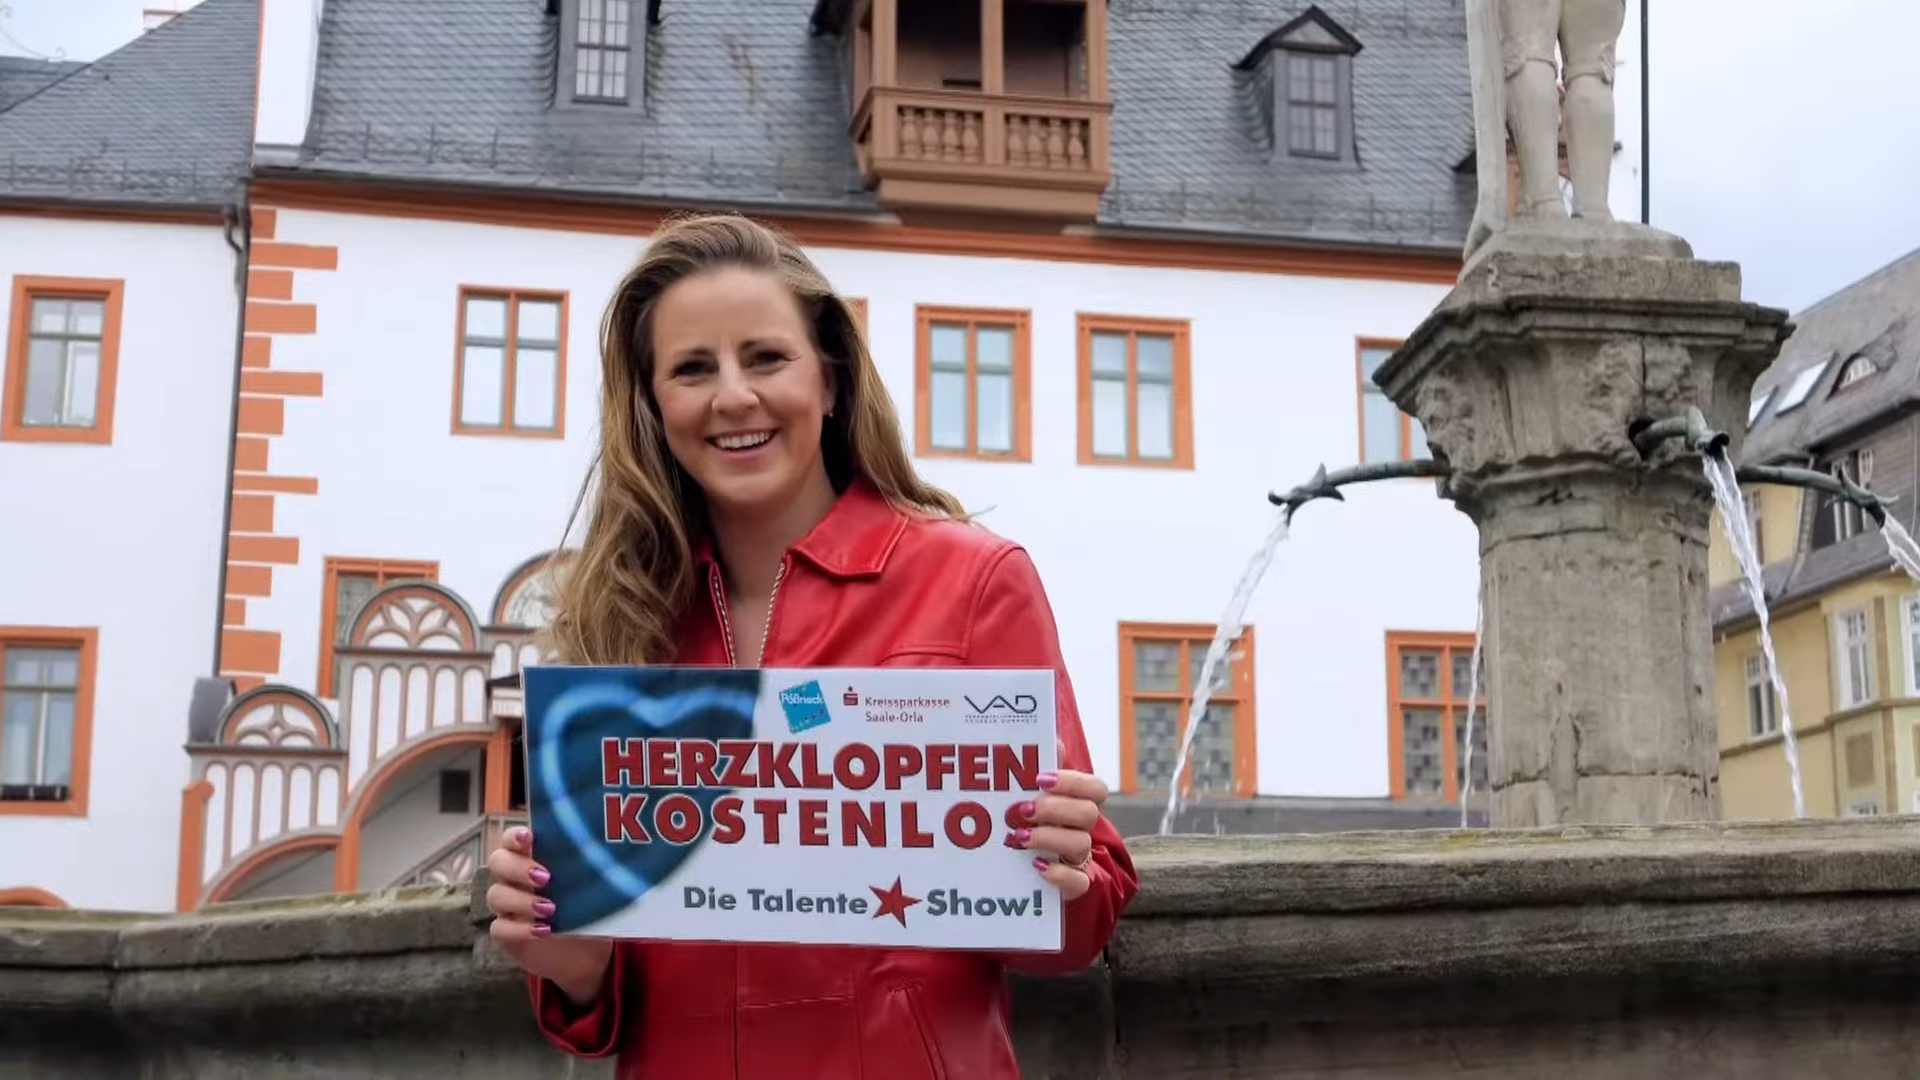 Pößneck
Kreissparkasse
Saale-Orla
VAD
HERZKLOPFEN
KOSTENLOS
Die Talente Show!